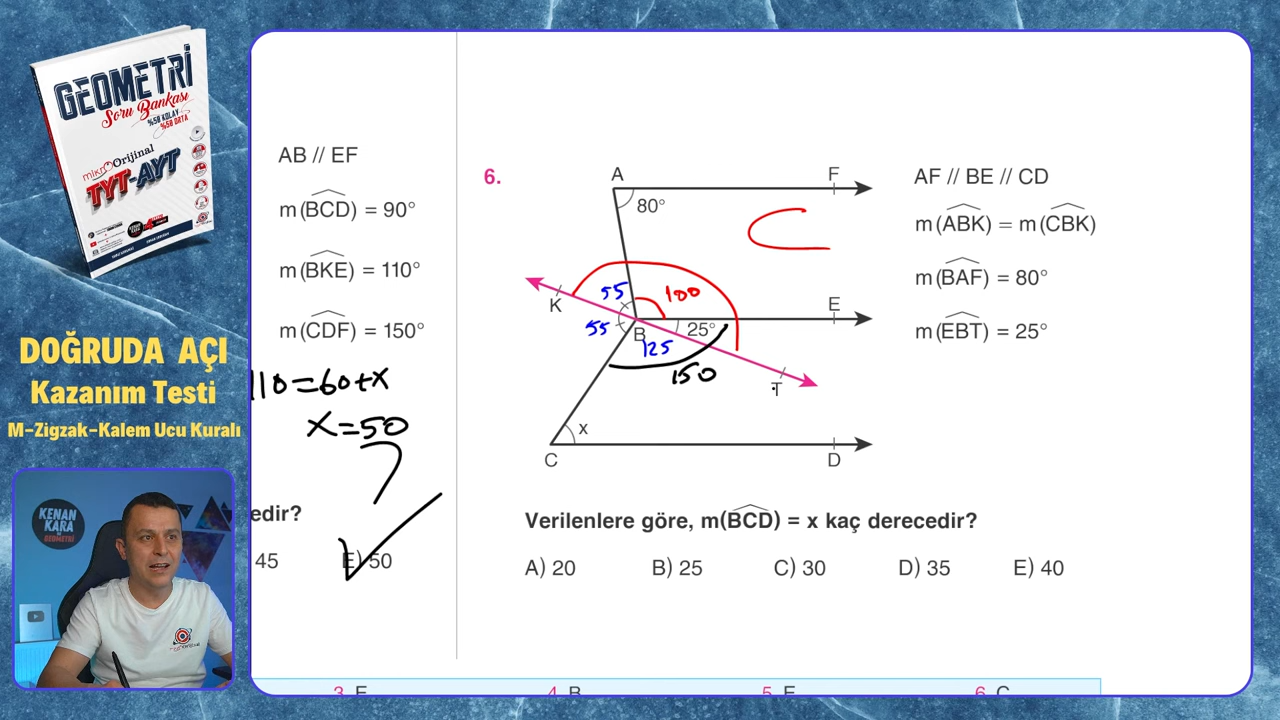 GEOMETRİ
Soru Bankası
%50 KOLAY
%50 ORTA
mikro Orijinal
TYT-AYT
DOĞRUDA AÇI
Kazanım Testi
M-Zigzak-Kalem Ucu Kuralı
KENAN
KARA
GEOMETRİ
AB // EF
m(BCD) = 90°
m(BKE) = 110°
m(CDF) = 150°
110=60+x
x=50
edir?
45
E) 50
6.
A
F
80°
K
55
100
E
55
B
25°
125
150
T
x
C
D
AF // BE // CD
m(ABK) = m(CBK)
m(BAF) = 80°
m(EBT) = 25°
Verilenlere göre, m(BCD) = x kaç derecedir?
A) 20 B) 25 C) 30 D) 35 E) 40
3. E 4. B 5. E 6. C